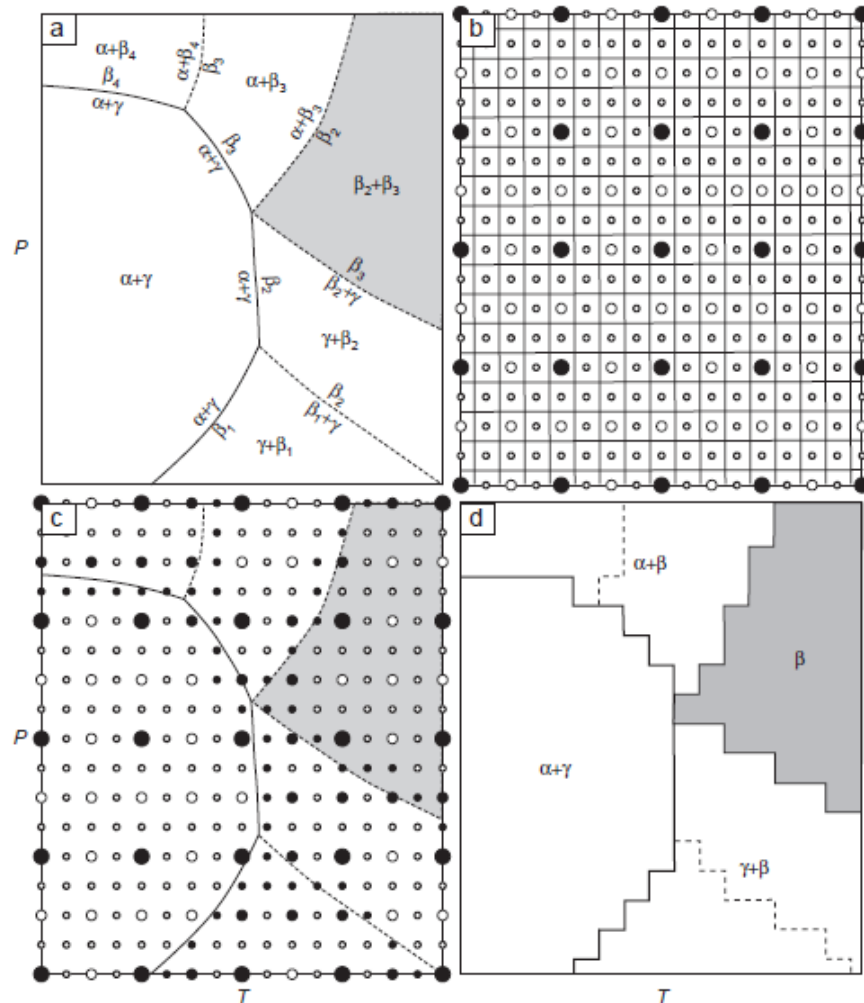 a
α+β₄
β₄
α+γ
α+β₄
β₃
α+β₃
α+β₃
β₂
β₃
α+γ
β₂+β₃
P
α+γ
α+γ
β₂
β₃
β₂+γ
γ+β₂
α+γ
β₁
β₂
β₁+γ
γ+β₁
b
c
P
T
d
α+β
β
α+γ
γ+β
T